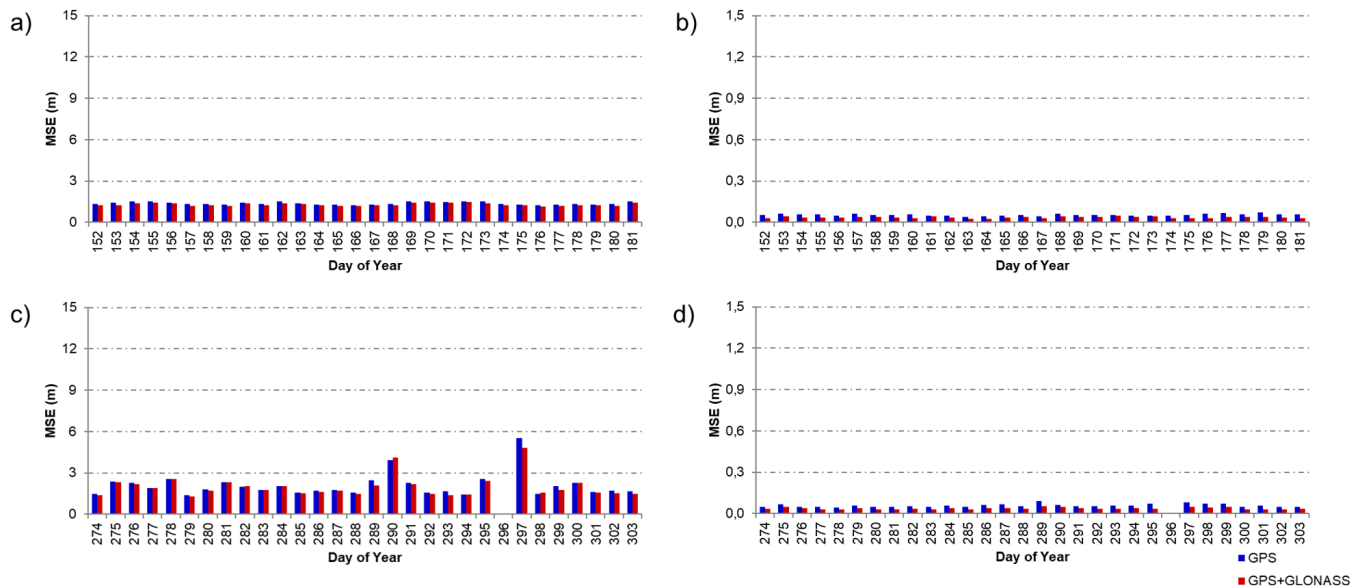 a)
MSE (m)
15
12
9
6
3
0
152 153 154 155 156 157 158 159 160 161 162 163 164 165 166 167 168 169 170 171 172 173 174 175 176 177 178 179 180 181
Day of Year
b)
MSE (m)
1,5
1,2
0,9
0,6
0,3
0,0
152 153 154 155 156 157 158 159 160 161 162 163 164 165 166 167 168 169 170 171 172 173 174 175 176 177 178 179 180 181
Day of Year
c)
MSE (m)
15
12
9
6
3
0
274 275 276 277 278 279 280 281 282 283 284 285 286 287 288 289 290 291 292 293 294 295 296 297 298 299 300 301 302 303
Day of Year
d)
MSE (m)
1,5
1,2
0,9
0,6
0,3
0,0
274 275 276 277 278 279 280 281 282 283 284 285 286 287 288 289 290 291 292 293 294 295 296 297 298 299 300 301 302 303
Day of Year
GPS
GPS+GLONASS